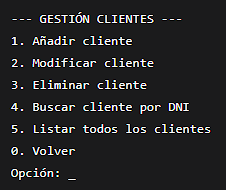 --- GESTIÓN CLIENTES ---
1. Añadir cliente
2. Modificar cliente
3. Eliminar cliente
4. Buscar cliente por DNI
5. Listar todos los clientes
0. Volver
Opción: _